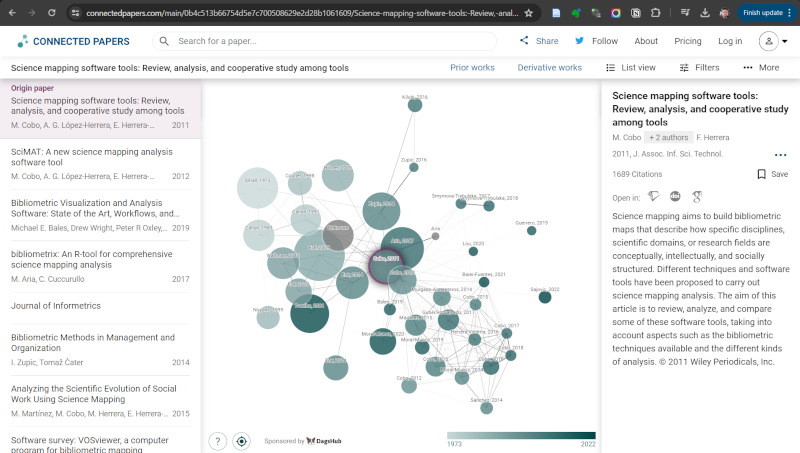 connectedpapers.com/main/0b4c513b66754d5e7c700508629e2d28b1061609/Science-mapping-software-tools:-Review,-anal...
Finish update
CONNECTED PAPERS
Search for a paper...
Share
Follow
About
Pricing
Log in
Science mapping software tools: Review, analysis, and cooperative study among tools
Prior works
Derivative works
List view
Filters
More
Origin paper
Science mapping software tools: Review,
analysis, and cooperative study among tools
M. Cobo, A. G. López-Herrera, E. Herrera-...
2011
SciMAT: A new science mapping analysis
software tool
M. Cobo, A. G. López-Herrera, E. Herrera-...
2012
Bibliometric Visualization and Analysis
Software: State of the Art, Workflows, and...
Michael E. Bales, Drew Wright, Peter R Oxley,...
2019
bibliometrix: An R-tool for comprehensive
science mapping analysis
M. Aria, C. Cuccurullo
2017
Journal of Informetrics
Bibliometric Methods in Management and
Organization
I. Zupic, Tomaž Čater
2014
Analyzing the Scientific Evolution of Social
Work Using Science Mapping
M. Martínez, M. Cobo, M. Herrera, E. Herrera-...
2015
Software survey: VOSviewer, a computer
program for bibliometric mapping
Zupic, 2016
Smyrnova-Trybulska, 2018
Guerrero, 2019
Aria
Lou, 2020
Baier-Fuentes, 2021
Cobo, 2011
Bales, 2019
Cobo, 2017
Cobo, 2012
Sánchez, 2014
?
Sponsored by DagsHub
1973
2022
Science mapping software tools:
Review, analysis, and cooperative study
among tools
M. Cobo
+ 2 authors
F. Herrera
2011, J. Assoc. Inf. Sci. Technol.
1689 Citations
Save
Open in:
Science mapping aims to build bibliometric
maps that describe how specific disciplines,
scientific domains, or research fields are
conceptually, intellectually, and socially
structured. Different techniques and software
tools have been proposed to carry out
science mapping analysis. The aim of this
article is to review, analyze, and compare
some of these software tools, taking into
account aspects such as the bibliometric
techniques available and the different kinds
of analysis. © 2011 Wiley Periodicals, Inc.